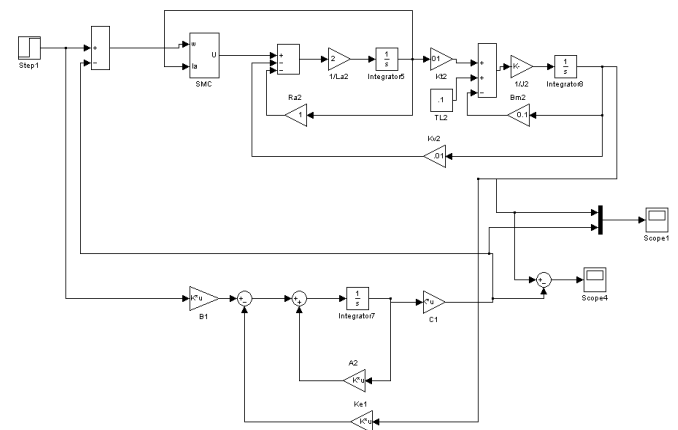 Step1
+
−
w
Ia
U
SMC
+
−
−
2
1/La2
1
s
Integrator5
01
Kt2
.1
TL2
+
+
−
K-
1/J2
1
s
Integrator8
Ra2
1
Bm2
0.1
Kv2
.01
Scope1
Scope4
+
−
K*u
B1
+
−
+
+
1
s
Integrator7
K*u
C1
A2
K*u
Ke1
K*u